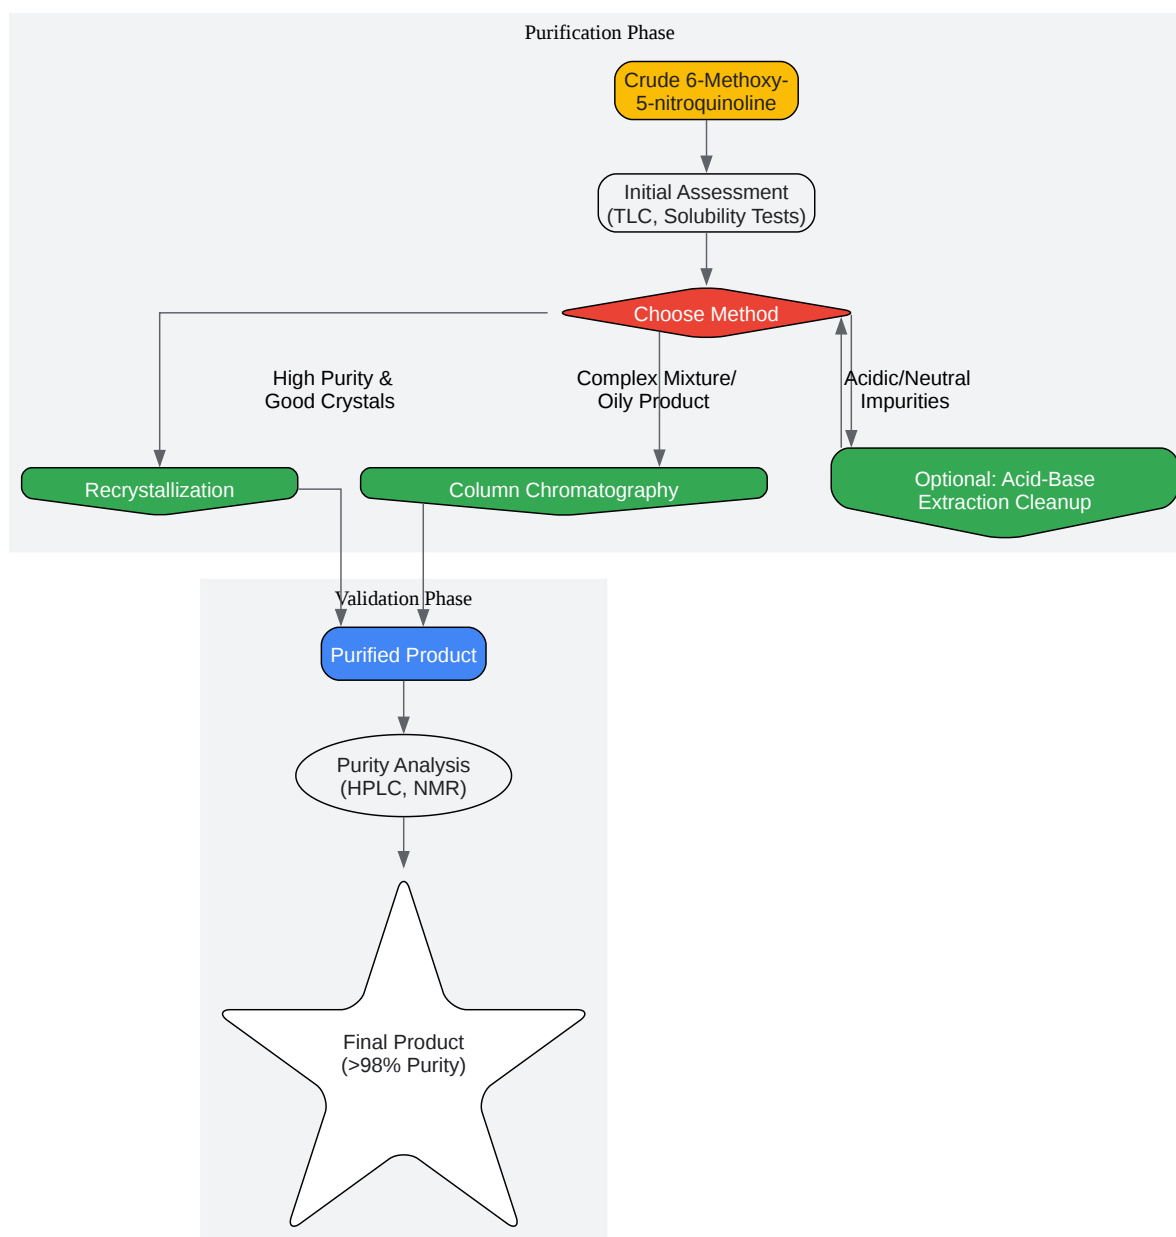 Purification Phase
Crude 6-Methoxy-
5-nitroquinoline
Initial Assessment
(TLC, Solubility Tests)
Choose Method
High Purity &
Good Crystals
Complex Mixture/
Oily Product
Acidic/Neutral
Impurities
Recrystallization
Column Chromatography
Optional: Acid-Base
Extraction Cleanup
Validation Phase
Purified Product
Purity Analysis
(HPLC, NMR)
Final Product
(>98% Purity)